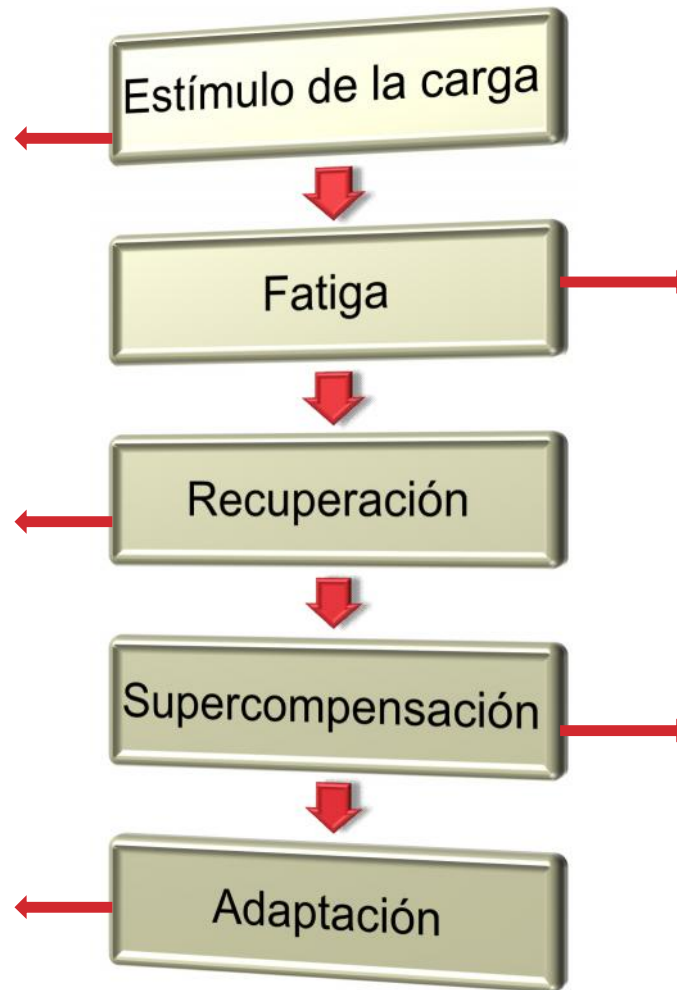 Estímulo de la carga
Fatiga
Recuperación
Supercompensación
Adaptación